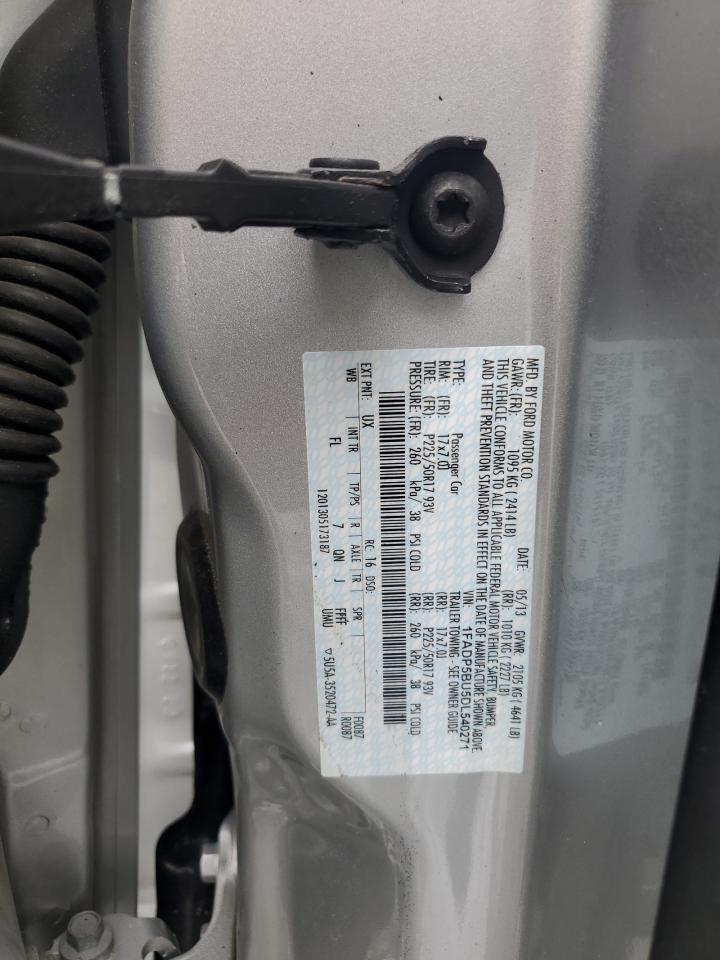 MFD. BY FORD MOTOR CO.
DATE: 05/13 GVWR: 2105 KG ( 4641 LB)
GAWR: (FR): 1095 KG ( 2414 LB) (RR): 1010 KG ( 2227 LB)
THIS VEHICLE CONFORMS TO ALL APPLICABLE FEDERAL MOTOR VEHICLE SAFETY, BUMPER
AND THEFT PREVENTION STANDARDS IN EFFECT ON THE DATE OF MANUFACTURE SHOWN ABOVE.
VIN: 1FADP5BU5DL540271
TYPE: Passenger Car TRAILER TOWING - SEE OWNER GUIDE
RIM: (FR): 17x7.0J (RR): 17x7.0J
TIRE: (FR): P225/50R17 93V (RR): P225/50R17 93V
PRESSURE: (FR): 260 kPa/ 38 PSI COLD (RR): 260 kPa/ 38 PSI COLD
EXT PNT: UX RC: 16 DSO: F0087
WB INT TR TP/PS R AXLE TR SPR R0087
FL 7 QN J FFFF
UMU
1201305173187 ▽ 5U5A-3520472-AA